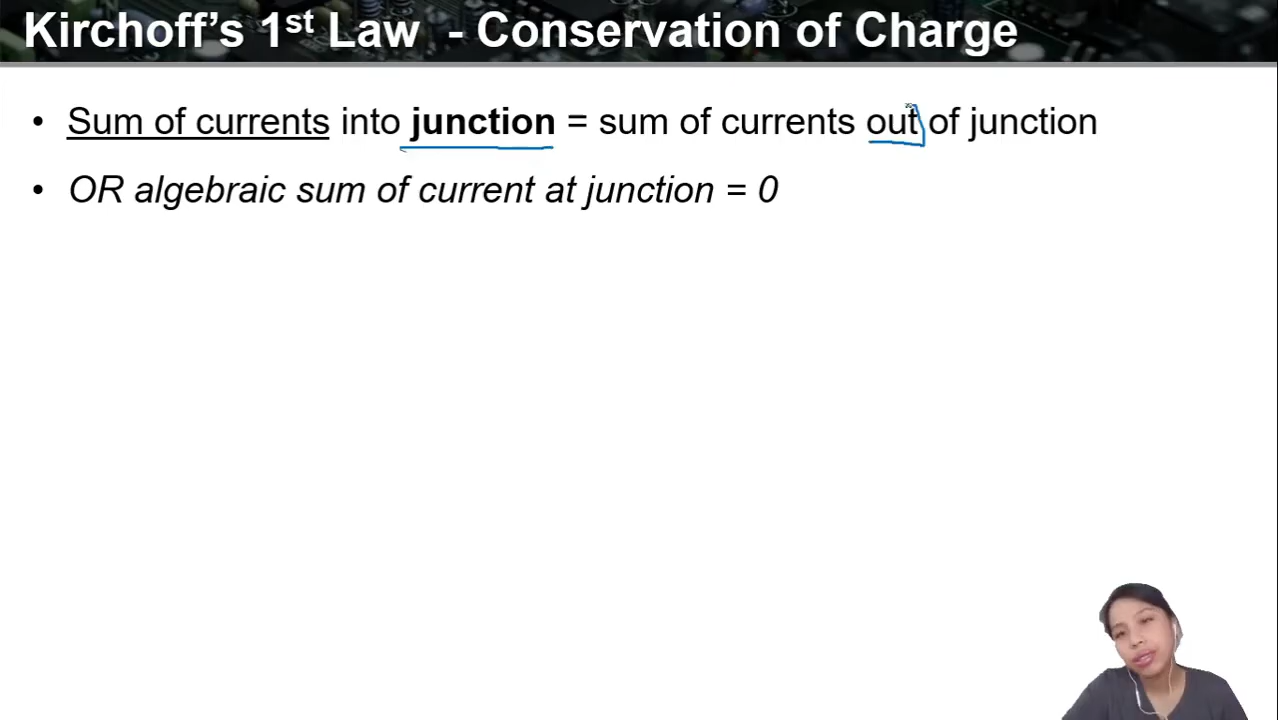 Kirchoff's 1st Law - Conservation of Charge
• Sum of currents into junction = sum of currents out of junction
• OR algebraic sum of current at junction = 0